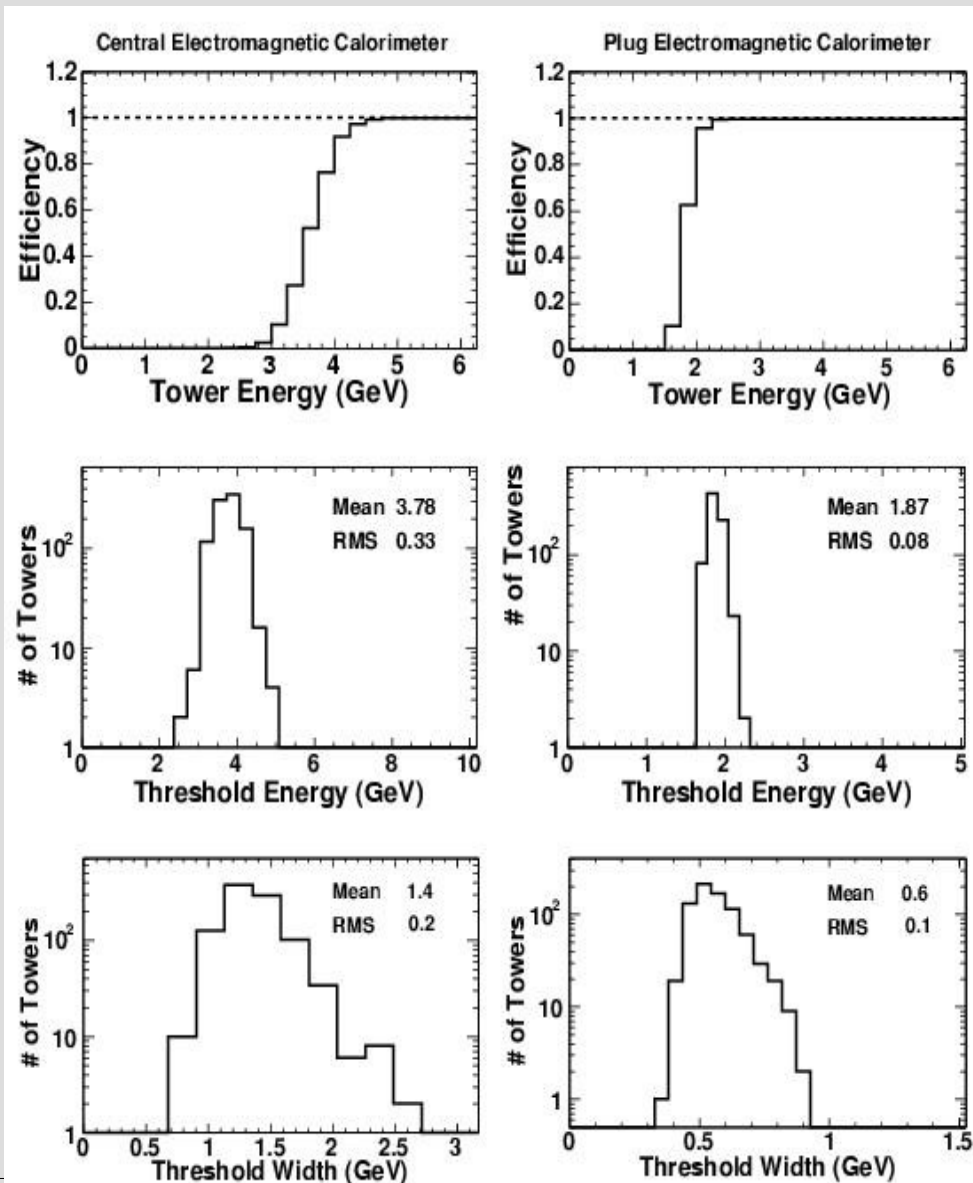 Central Electromagnetic Calorimeter
Efficiency
1.2
1
0.8
0.6
0.4
0.2
0
0 1 2 3 4 5 6
Tower Energy (GeV)
Plug Electromagnetic Calorimeter
Efficiency
1.2
1
0.8
0.6
0.4
0.2
0
0 1 2 3 4 5 6
Tower Energy (GeV)
# of Towers
10²
10
1
Mean 3.78
RMS 0.33
0 2 4 6 8 10
Threshold Energy (GeV)
# of Towers
10²
10
1
Mean 1.87
RMS 0.08
0 1 2 3 4 5
Threshold Energy (GeV)
# of Towers
10²
10
1
Mean 1.4
RMS 0.2
0 0.5 1 1.5 2 2.5 3
Threshold Width (GeV)
# of Towers
10²
10
1
Mean 0.6
RMS 0.1
0 0.5 1 1.5
Threshold Width (GeV)